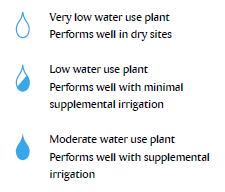 Very low water use plant
Performs well in dry sites
Low water use plant
Performs well with minimal
supplemental irrigation
Moderate water use plant
Performs well with supplemental
irrigation